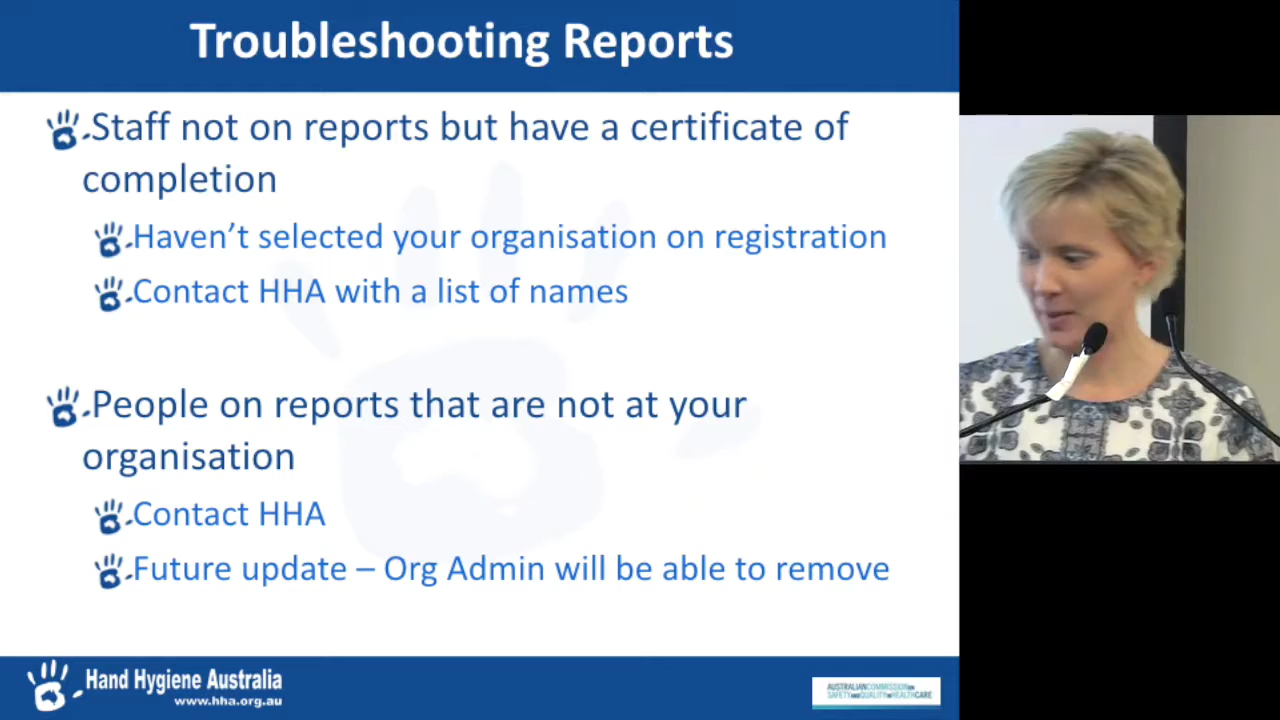 Troubleshooting Reports
Staff not on reports but have a certificate of
completion
Haven't selected your organisation on registration
Contact HHA with a list of names
People on reports that are not at your
organisation
Contact HHA
Future update – Org Admin will be able to remove
Hand Hygiene Australia
www.hha.org.au
AUSTRALIAN COMMISSION ON
SAFETY AND QUALITY IN HEALTH CARE